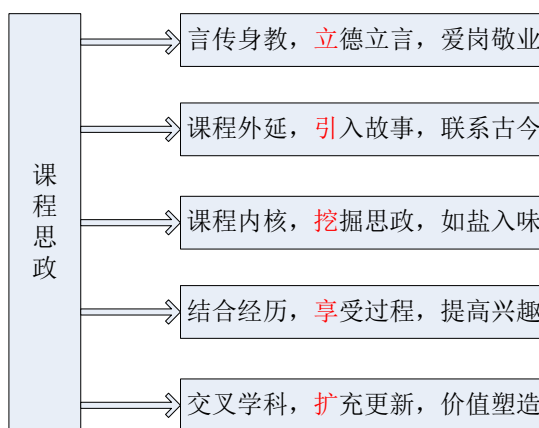 课程思政
言传身教，立德立言，爱岗敬业
课程外延，引入故事，联系古今
课程内核，挖掘思政，如盐入味
结合经历，享受过程，提高兴趣
交叉学科，扩充更新，价值塑造